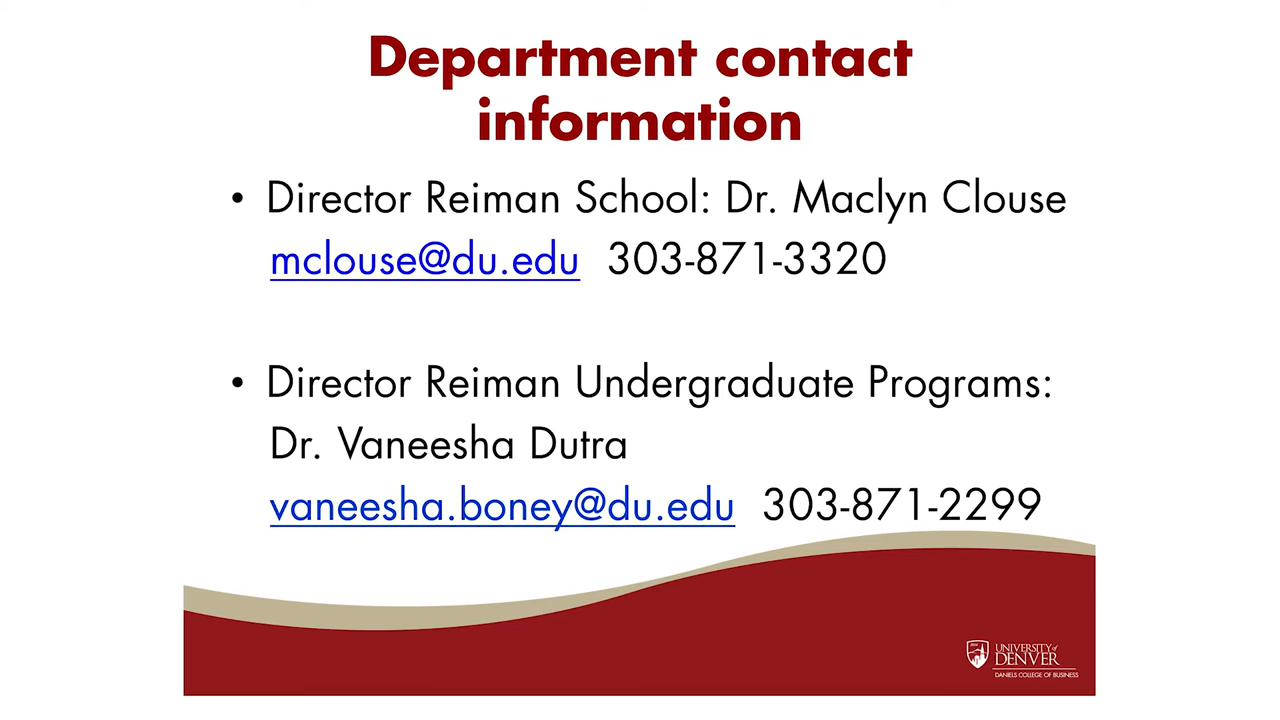 Department contact
information
• Director Reiman School: Dr. Maclyn Clouse
mclouse@du.edu 303-871-3320
• Director Reiman Undergraduate Programs:
Dr. Vaneesha Dutra
vaneesha.boney@du.edu 303-871-2299
UNIVERSITY of
DENVER
DANIELS COLLEGE OF BUSINESS